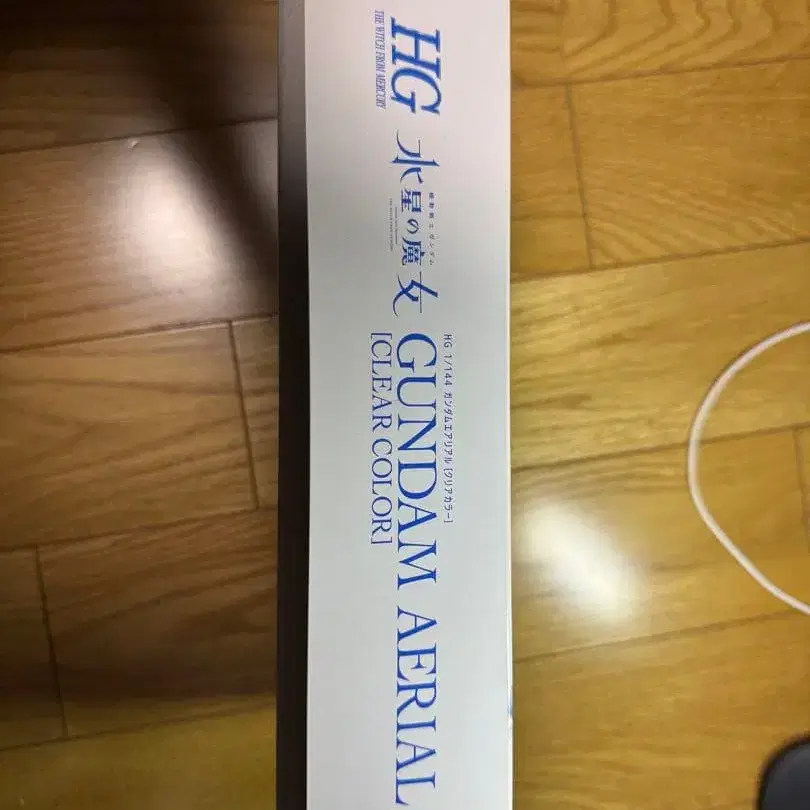 HG
THE WITCH FROM MERCURY
機動戦士ガンダム
水星の魔女
HG 1/144 ガンダムエアリアル [クリアカラー]
GUNDAM AERIAL
[CLEAR COLOR]